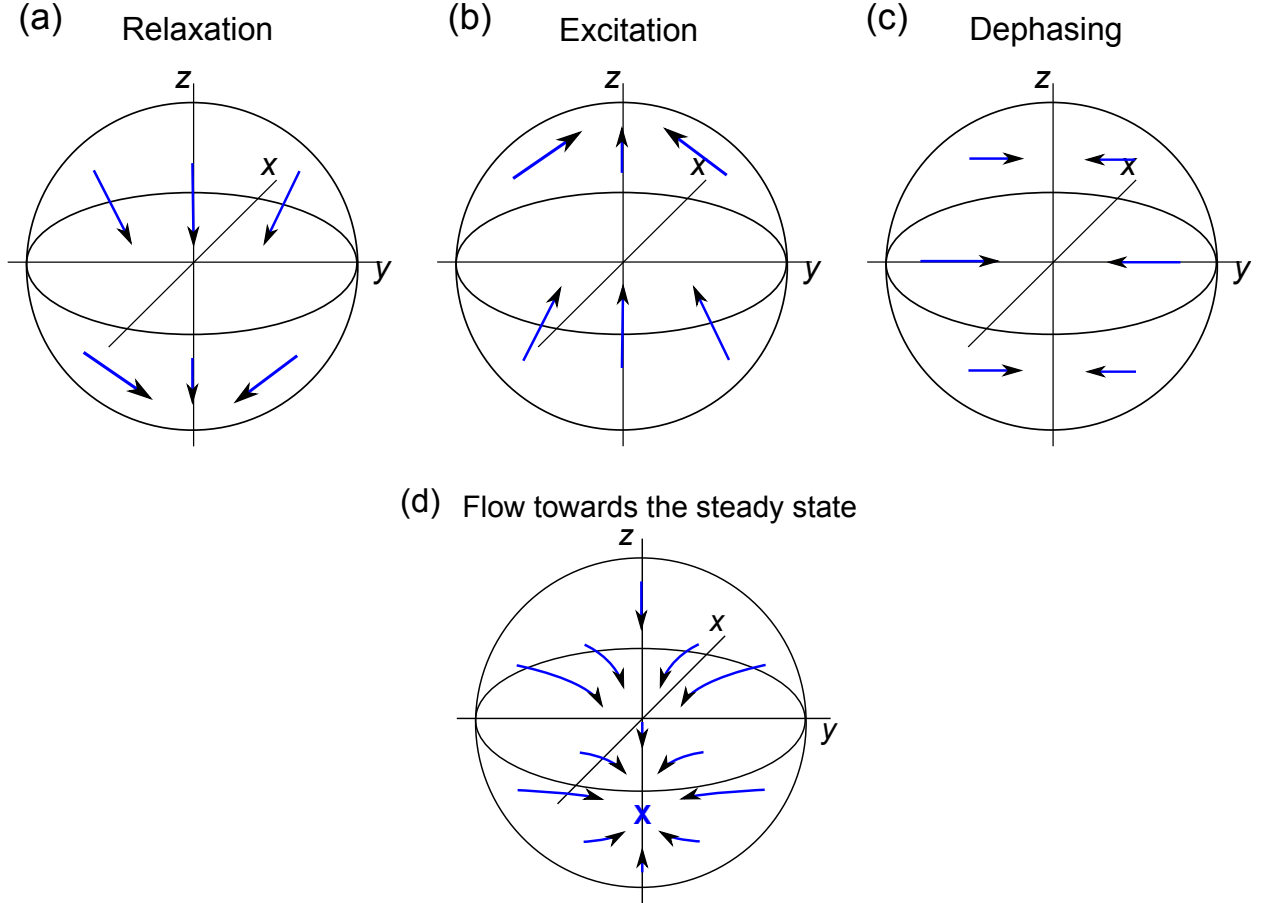 (a) Relaxation
z
x
y
(b) Excitation
z
x
y
(c) Dephasing
z
x
y
(d) Flow towards the steady state
z
x
y
x